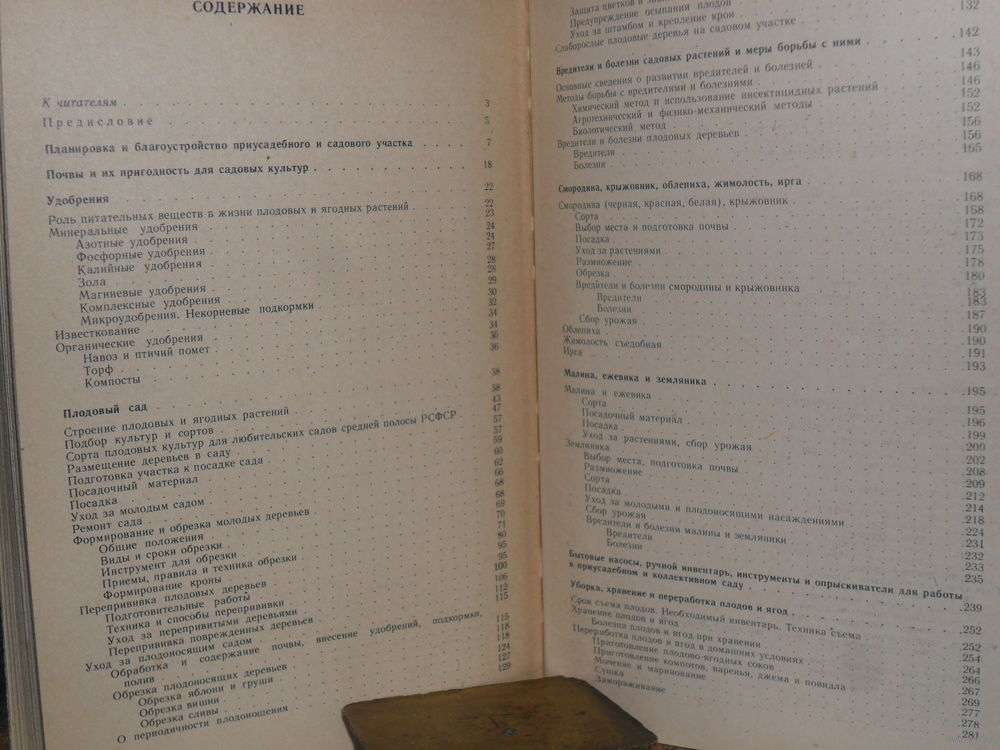 СОДЕРЖАНИЕ
К читателям 3
Предисловие 5
Планировка и благоустройство приусадебного и садового участка 7
Почвы и их пригодность для садовых культур 18
Удобрения 22
Роль питательных веществ в жизни плодовых и ягодных растений 22
Минеральные удобрения 23
Азотные удобрения 24
Фосфорные удобрения 24
Калийные удобрения 27
Зола 28
Магниевые удобрения 28
Комплексные удобрения 29
Микроудобрения. Некорневые подкормки 30
Известкование 32
Органические удобрения 34
Навоз и птичий помет 34
Торф 36
Компосты 36
Плодовый сад 38
Строение плодовых и ягодных растений 38
Подбор культур и сортов 43
Сорта плодовых культур для любительских садов средней полосы РСФСР 47
Размещение деревьев в саду 57
Подготовка участка к посадке сада 57
Посадочный материал 59
Посадка 60
Уход за молодым садом 62
Ремонт сада 66
Формирование и обрезка молодых деревьев 68
Общие положения 68
Виды и сроки обрезки 69
Инструмент для обрезки 70
Приемы, правила и техника обрезки 71
Формирование кроны 80
Перепрививка плодовых деревьев 95
Подготовительные работы 95
Техника и способы перепрививки 100
Уход за перепривитыми деревьями 106
Перепрививка поврежденных деревьев 112
Уход за плодоносящим садом 115
Обработка и содержание почвы, внесение удобрений, подкормки,
полив 115
Обрезка плодоносящих деревьев 118
Обрезка яблони и груши 118
Обрезка вишни 124
Обрезка сливы 127
О периодичности плодоношения 129
Защита цветков и
Предупреждение осыпания плодов
Уход за штамбом и крепление крон 132
Слаборослые плодовые деревья на садовом участке
Вредители и болезни садовых растений и меры борьбы с ними 142
Основные сведения о развитии вредителей и болезней 143
Методы борьбы с вредителями и болезнями 146
Химический метод и использование инсектицидных растений 146
Агротехнический и физико-механический методы 152
Биологический метод 152
Вредители и болезни плодовых деревьев 156
Вредители 156
Болезни 165
Смородина, крыжовник, облепиха, жимолость, ирга 168
Смородина (черная, красная, белая), крыжовник 168
Сорта 158
Выбор места и подготовка почвы 172
Посадка 173
Уход за растениями 175
Размножение 178
Обрезка 180
Вредители и болезни смородины и крыжовника 183
Вредители 183
Болезни 187
Сбор урожая 190
Облепиха 190
Жимолость съедобная 191
Ирга 193
Малина, ежевика и земляника 195
Малина и ежевика 195
Сорта 196
Посадочный материал 199
Посадка 200
Уход за растениями, сбор урожая 202
Земляника 208
Выбор места, подготовка почвы 209
Размножение 212
Сорта 214
Посадка 218
Уход за молодыми и плодоносящими насаждениями 224
Сбор урожая 231
Вредители и болезни малины и земляники 232
Вредители 233
Болезни 235
Бытовые насосы, ручной инвентарь, инструменты и опрыскиватели для работы
в приусадебном и коллективном саду 239
Уборка, хранение и переработка плодов и ягод 252
Срок съема плодов. Необходимый инвентарь. Техника съема 252
Хранение плодов и ягод 254
Болезни плодов и ягод при хранении 264
Переработка плодов и ягод в домашних условиях 266
Приготовление плодово-ягодных соков 267
Приготовление компотов, варенья, джема и повидла 269
Мочение и маринование 277
Сушка 278
Замораживание 281